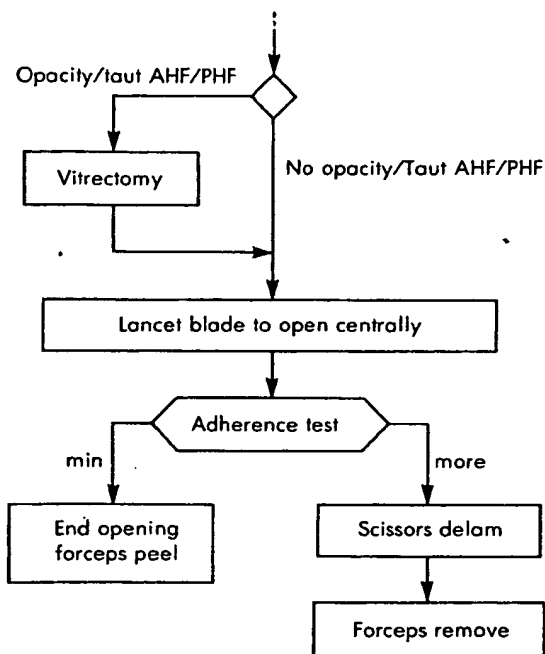 Opacity/taut AHF/PHF
No opacity/Taut AHF/PHF
Vitrectomy
Lancet blade to open centrally
Adherence test
min
more
End opening
forceps peel
Scissors delam
Forceps remove